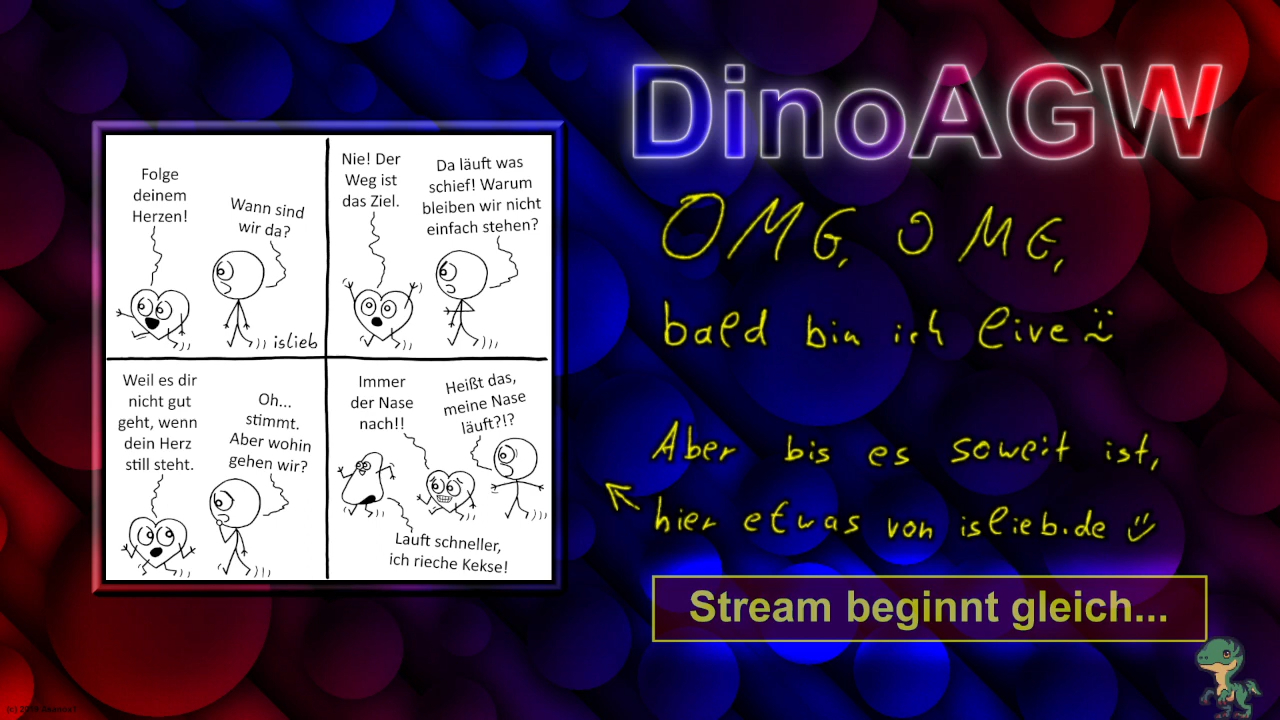 Folge
deinem
Herzen!
Wann sind
wir da?
islieb
Nie! Der
Weg ist
das Ziel.
Da läuft was
schief! Warum
bleiben wir nicht
einfach stehen?
Weil es dir
nicht gut
geht, wenn
dein Herz
still steht.
Oh...
stimmt.
Aber wohin
gehen wir?
Immer
der Nase
nach!!
Heißt das,
meine Nase
läuft?!?
Lauft schneller,
ich rieche Kekse!
DinoAGW
OMG, OMG,
bald bin ich live
Aber bis es soweit ist,
hier etwas von islieb.de
Stream beginnt gleich...